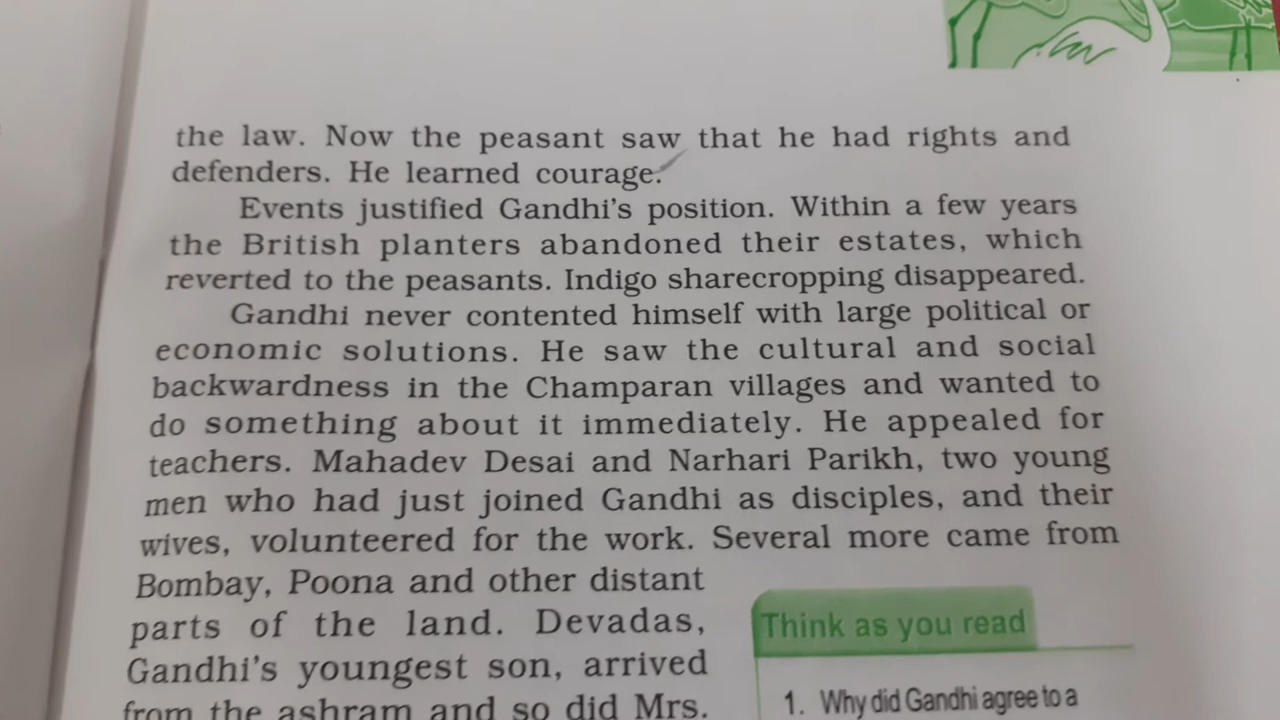 the law. Now the peasant saw that he had rights and
defenders. He learned courage.
Events justified Gandhi's position. Within a few years
the British planters abandoned their estates, which
reverted to the peasants. Indigo sharecropping disappeared.
Gandhi never contented himself with large political or
economic solutions. He saw the cultural and social
backwardness in the Champaran villages and wanted to
do something about it immediately. He appealed for
teachers. Mahadev Desai and Narhari Parikh, two young
men who had just joined Gandhi as disciples, and their
wives, volunteered for the work. Several more came from
Bombay, Poona and other distant
parts of the land. Devadas,
Gandhi's youngest son, arrived
from the ashram and so did Mrs.
Think as you read
1. Why did Gandhi agree to a